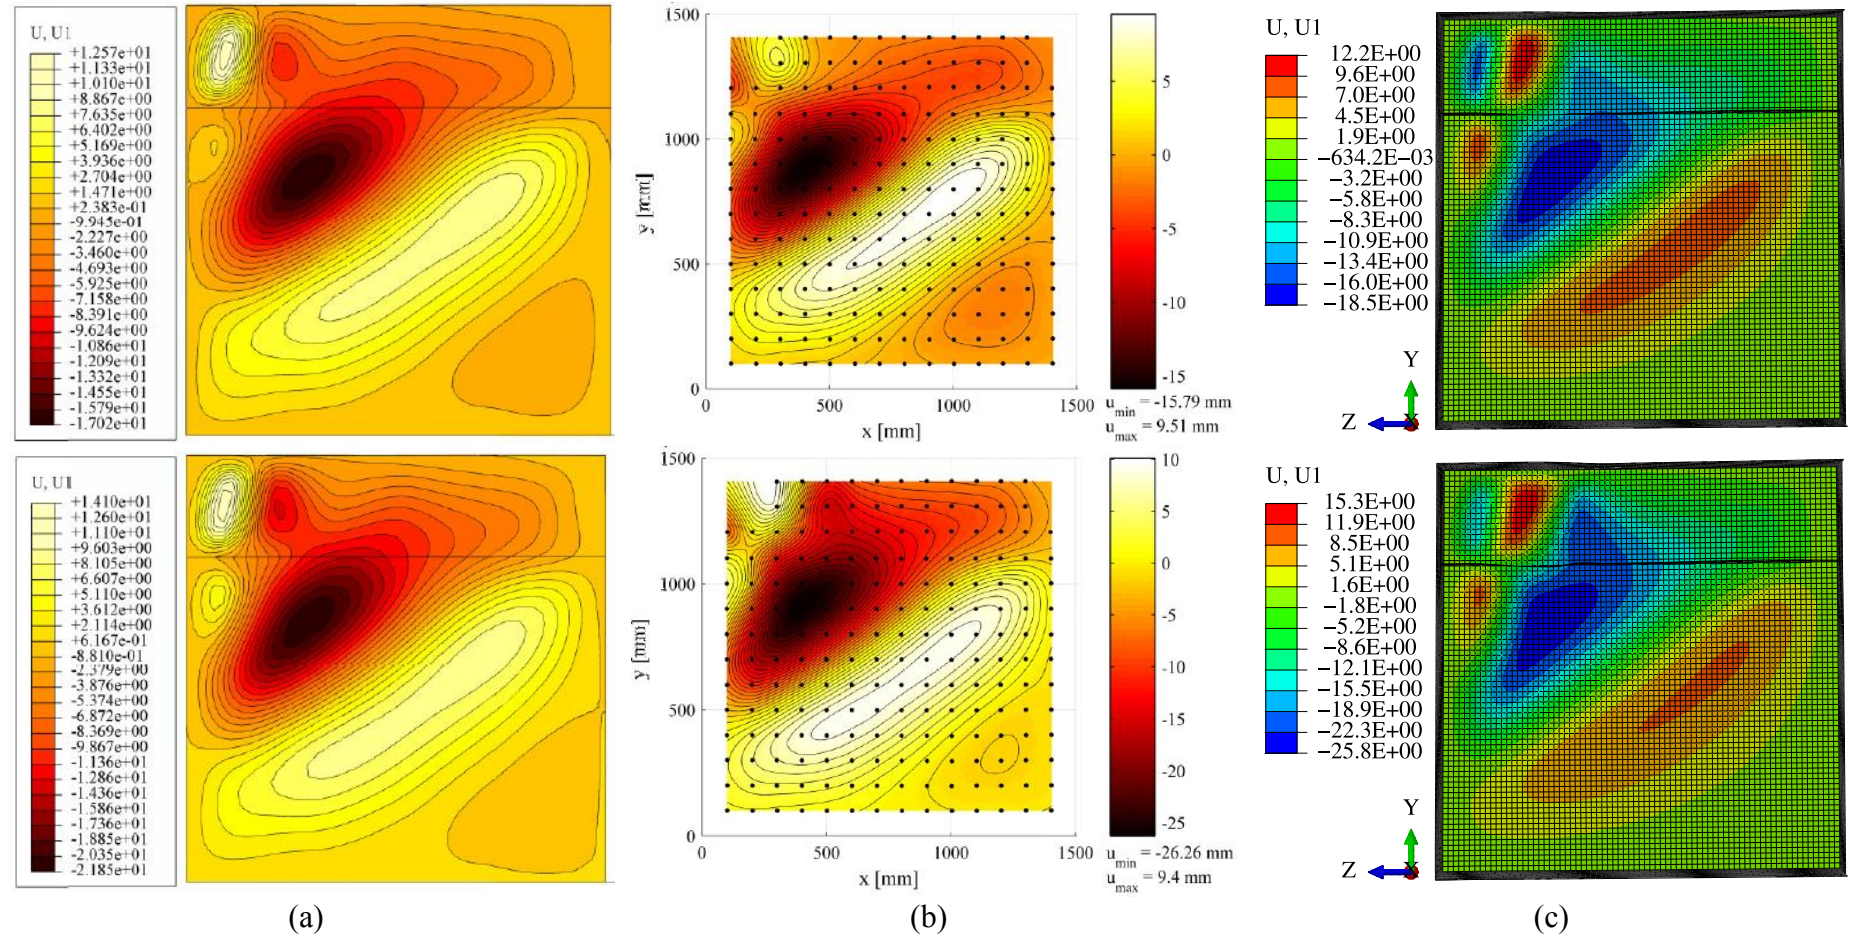 U, U1
+1.257e+01
+1.133e+01
+1.010e+01
+8.867e+00
+7.635e+00
+6.402e+00
+5.169e+00
+3.936e+00
+2.704e+00
+1.471e+00
+2.383e-01
-9.945e-01
-2.227e+00
-3.460e+00
-4.693e+00
-5.925e+00
-7.158e+00
-8.391e+00
-9.624e+00
-1.086e+01
-1.209e+01
-1.332e+01
-1.455e+01
-1.579e+01
-1.702e+01
1500
1000
500
0
y [mm]
0
500
1000
1500
x [mm]
5
0
-5
-10
-15
u_min = -15.79 mm
u_max = 9.51 mm
U, U1
12.2E+00
9.6E+00
7.0E+00
4.5E+00
1.9E+00
−634.2E−03
−3.2E+00
−5.8E+00
−8.3E+00
−10.9E+00
−13.4E+00
−16.0E+00
−18.5E+00
Y
Z
X
U, U1
+1.410e+01
+1.260e+01
+1.110e+01
+9.603e+00
+8.105e+00
+6.607e+00
+5.110e+00
+3.612e+00
+2.114e+00
+6.167e-01
-8.810e-01
-2.379e+00
-3.876e+00
-5.374e+00
-6.872e+00
-8.369e+00
-9.867e+00
-1.136e+01
-1.286e+01
-1.436e+01
-1.586e+01
-1.736e+01
-1.885e+01
-2.035e+01
-2.185e+01
1500
1000
500
0
y [mm]
0
500
1000
1500
x [mm]
10
5
0
-5
-10
-15
-20
-25
u_min = -26.26 mm
u_max = 9.4 mm
U, U1
15.3E+00
11.9E+00
8.5E+00
5.1E+00
1.6E+00
−1.8E+00
−5.2E+00
−8.6E+00
−12.1E+00
−15.5E+00
−18.9E+00
−22.3E+00
−25.8E+00
Y
Z
X
(a)
(b)
(c)